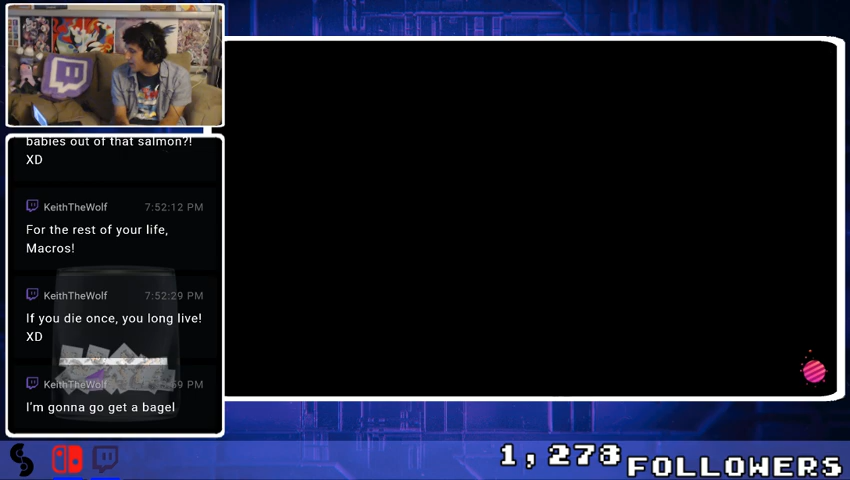 babies out of that salmon?!
XD
KeithTheWolf 7:52:12 PM
For the rest of your life,
Macros!
KeithTheWolf 7:52:29 PM
If you die once, you long live!
XD
KeithTheWolf :59 PM
I'm gonna go get a bagel
1,273 FOLLOWERS